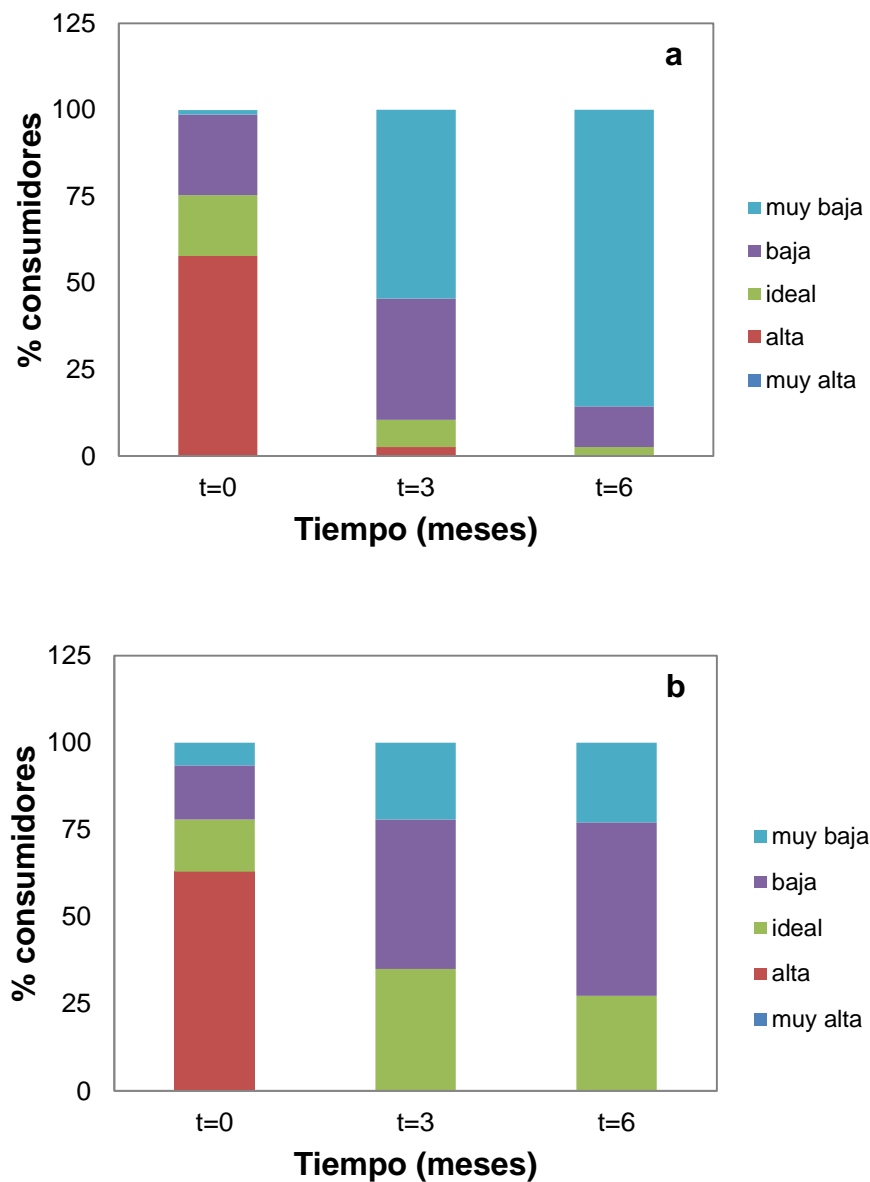 125
a
100
75
50
25
0
% consumidores
muy baja
baja
ideal
alta
muy alta
t=0 t=3 t=6
Tiempo (meses)
125
b
100
75
50
25
0
% consumidores
muy baja
baja
ideal
alta
muy alta
t=0 t=3 t=6
Tiempo (meses)